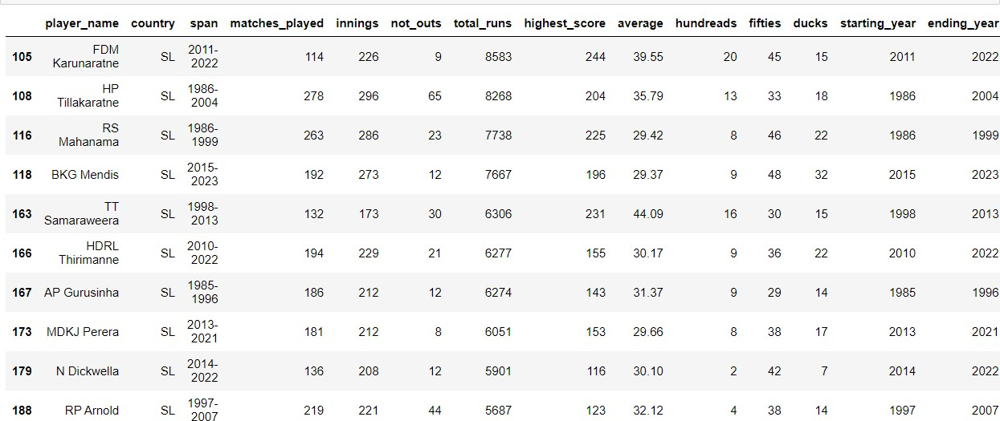 player_name country span matches_played innings not_outs total_runs highest_score average hundreads fifties ducks starting_year ending_year
105 FDM Karunaratne SL 2011-2022 114 226 9 8583 244 39.55 20 45 15 2011 2022
108 HP Tillakaratne SL 1986-2004 278 296 65 8268 204 35.79 13 33 18 1986 2004
116 RS Mahanama SL 1986-1999 263 286 23 7738 225 29.42 8 46 22 1986 1999
118 BKG Mendis SL 2015-2023 192 273 12 7667 196 29.37 9 48 32 2015 2023
163 TT Samaraweera SL 1998-2013 132 173 30 6306 231 44.09 16 30 15 1998 2013
166 HDRL Thirimanne SL 2010-2022 194 229 21 6277 155 30.17 9 36 22 2010 2022
167 AP Gurusinha SL 1985-1996 186 212 12 6274 143 31.37 9 29 14 1985 1996
173 MDKJ Perera SL 2013-2021 181 212 8 6051 153 29.66 8 38 17 2013 2021
179 N Dickwella SL 2014-2022 136 208 12 5901 116 30.10 2 42 7 2014 2022
188 RP Arnold SL 1997-2007 219 221 44 5687 123 32.12 4 38 14 1997 2007